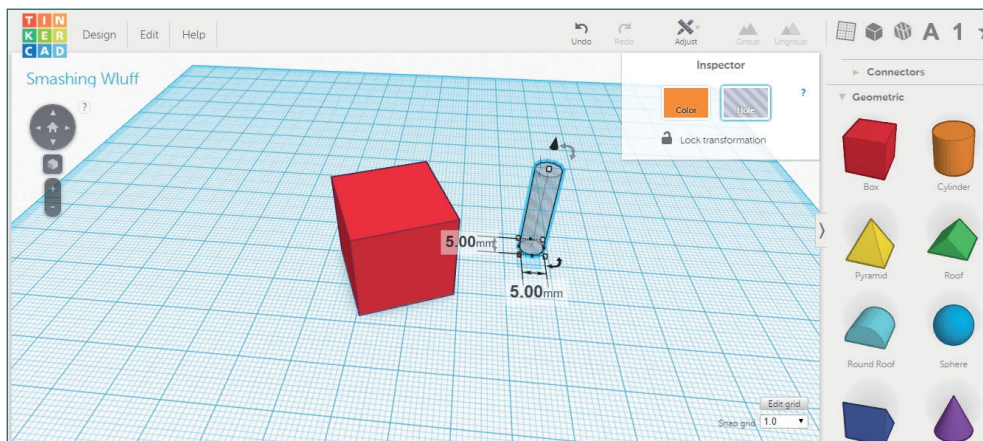 TIN
KER
CAD
Design
Edit
Help
Undo
Redo
Adjust
Group
Ungroup
A 1
Smashing Wluff
?
Inspector
?
Color
Hole
Lock transformation
Connectors
Geometric
Box
Cylinder
Pyramid
Roof
Round Roof
Sphere
+
-
5.00mm
5.00mm
Edit grid
Snap grid
1.0